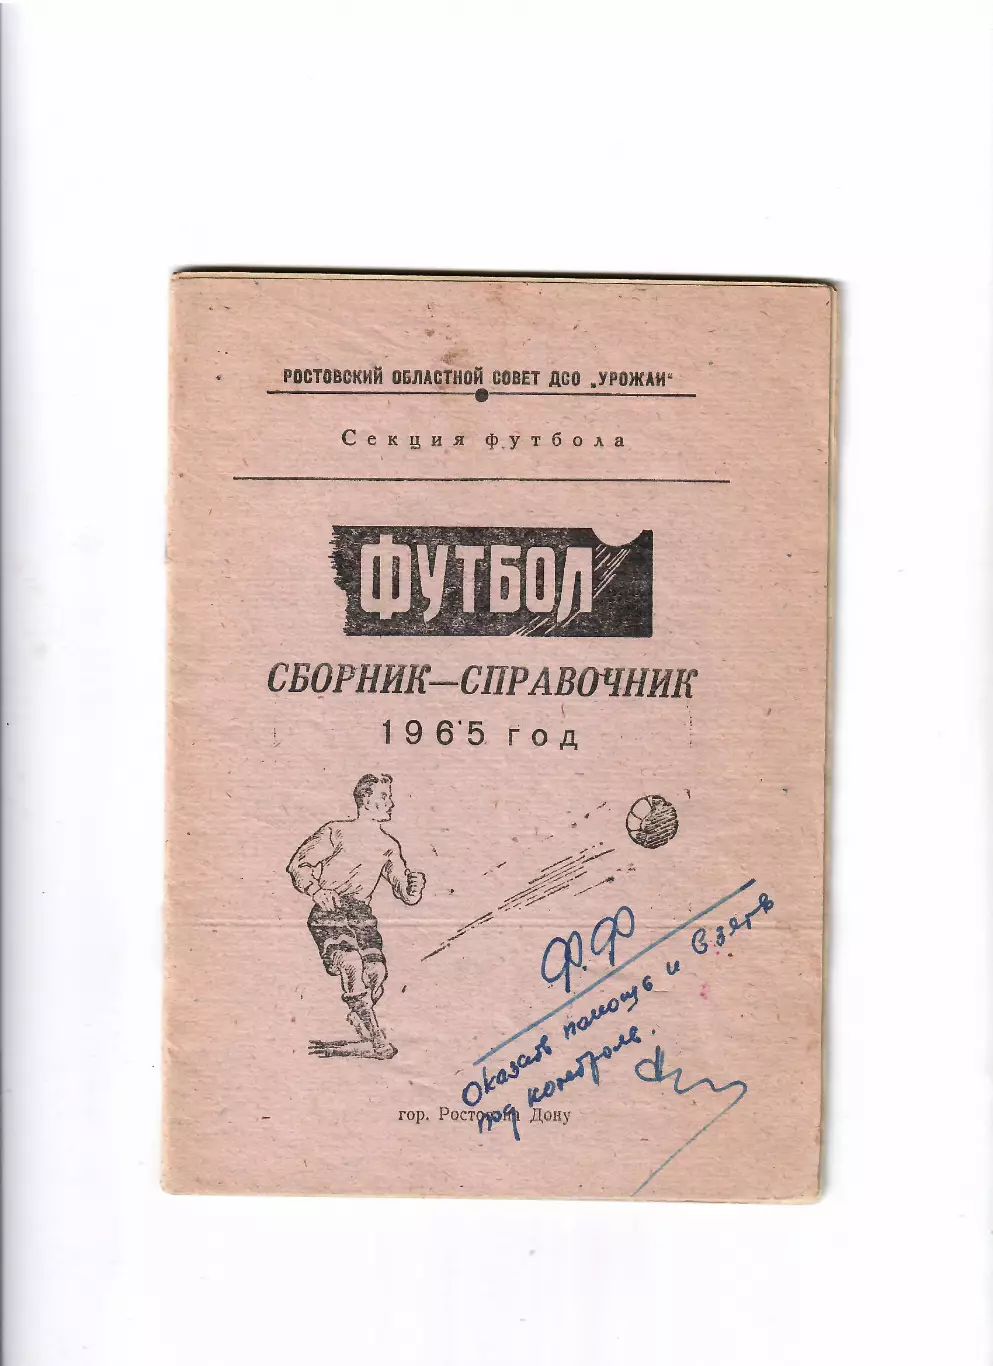 РОСТОВСКИЙ ОБЛАСТНОЙ СОВЕТ ДСО „УРОЖАЙ"
Секция футбола
ФУТБОЛ
СБОРНИК—СПРАВОЧНИК
1965 год
Ф.Ф
Оказать помощь и взять
под контроль.
гор. Ростов на Дону